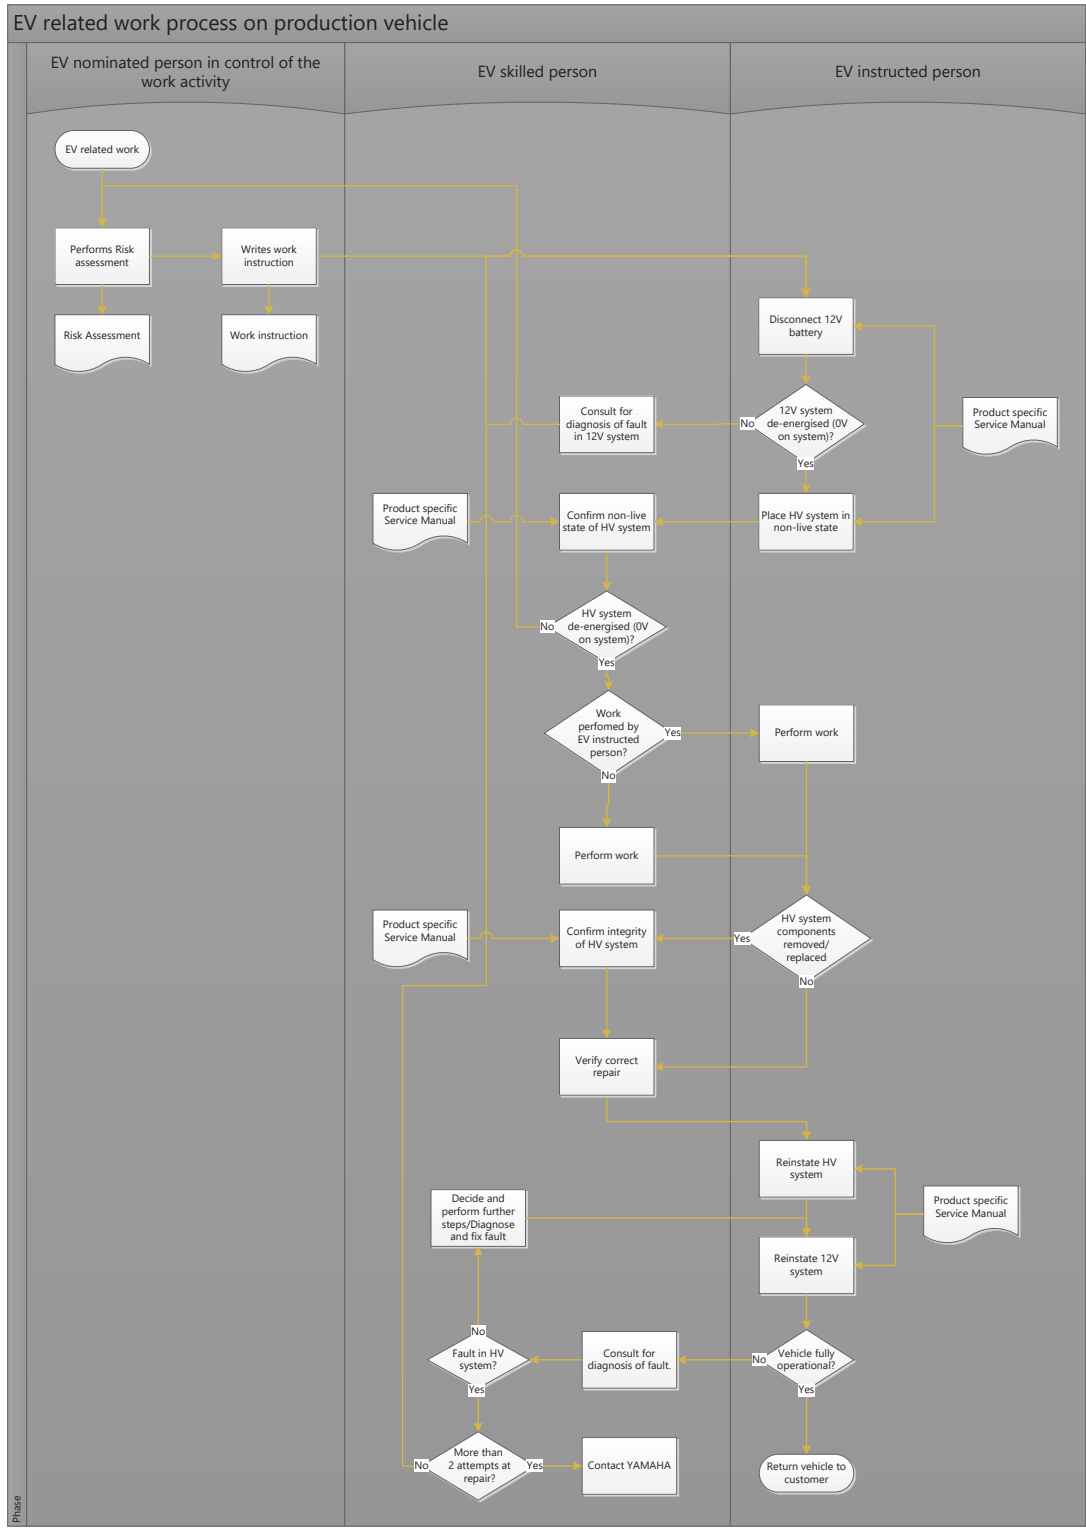 EV related work process on production vehicle
EV nominated person in control of the
work activity
EV skilled person
EV instructed person
EV related work
Performs Risk
assessment
Writes work
instruction
Risk Assessment
Work instruction
Disconnect 12V
battery
12V system
de-energised (0V
on system)?
No
Yes
Consult for
diagnosis of fault
in 12V system
Product specific
Service Manual
Product specific
Service Manual
Confirm non-live
state of HV system
Place HV system in
non-live state
HV system
de-energised (0V
on system)?
No
Yes
Work
perfomed by
EV instructed
person?
Yes
No
Perform work
Perform work
HV system
components
removed/
replaced
Yes
No
Product specific
Service Manual
Confirm integrity
of HV system
Verify correct
repair
Reinstate HV
system
Decide and
perform further
steps/Diagnose
and fix fault
Product specific
Service Manual
Reinstate 12V
system
No
Fault in HV
system?
Yes
Consult for
diagnosis of fault.
No
Vehicle fully
operational?
Yes
No
More than
2 attempts at
repair?
Yes
Contact YAMAHA
Return vehicle to
customer
Phase